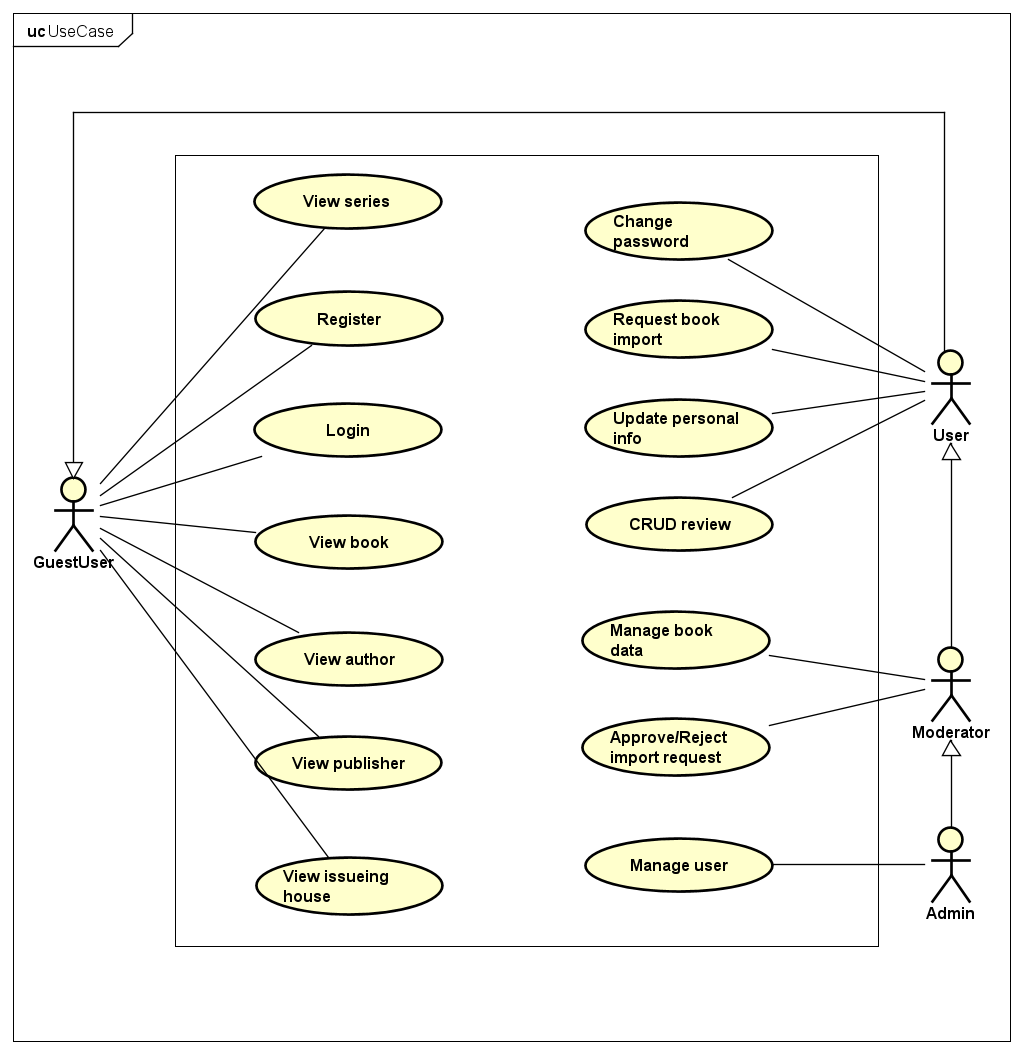 uc UseCase
View series
Register
Login
View book
View author
View publisher
View issueing
house
GuestUser
Change
password
Request book
import
Update personal
info
CRUD review
Manage book
data
Approve/Reject
import request
Manage user
User
Moderator
Admin